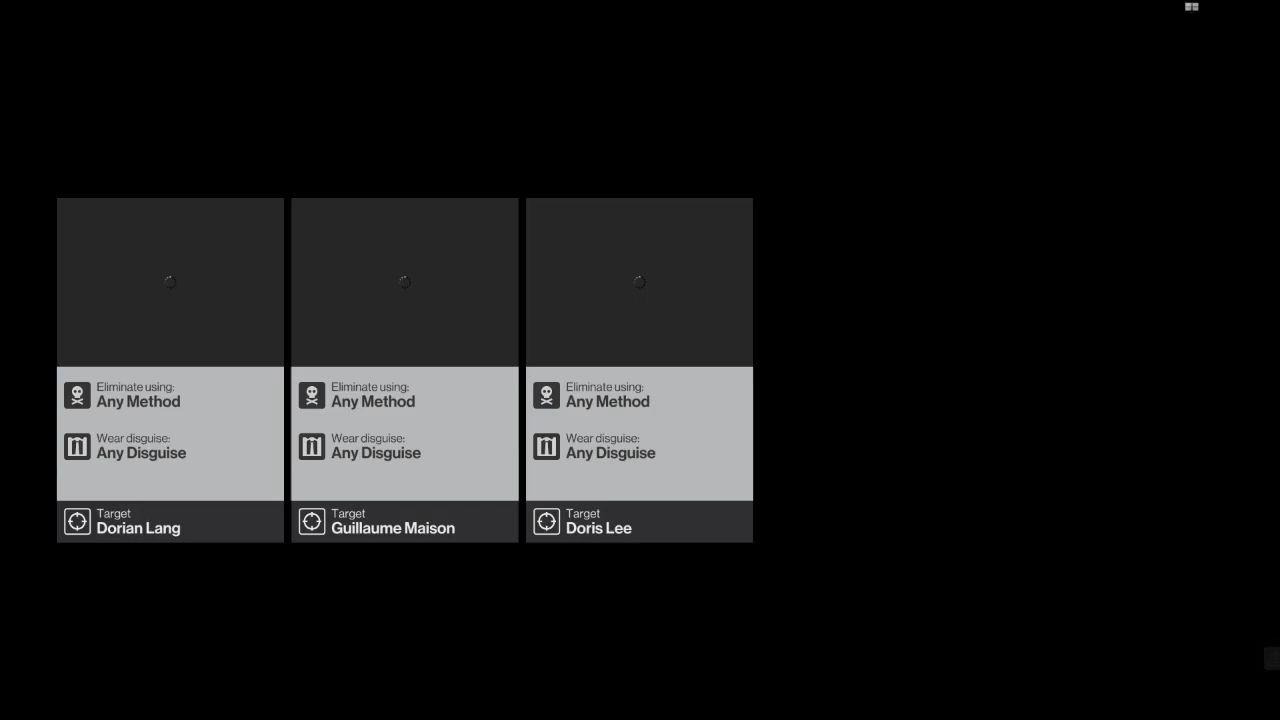 Eliminate using:
Any Method
Wear disguise:
Any Disguise
Target
Dorian Lang
Eliminate using:
Any Method
Wear disguise:
Any Disguise
Target
Guillaume Maison
Eliminate using:
Any Method
Wear disguise:
Any Disguise
Target
Doris Lee